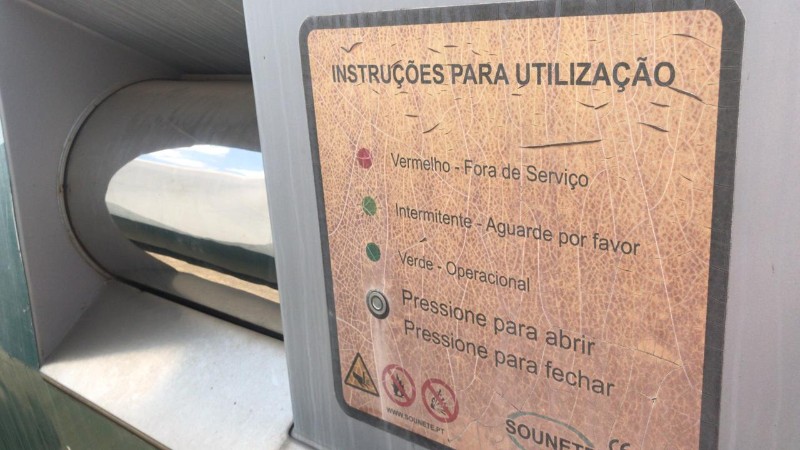 INSTRUÇÕES PARA UTILIZAÇÃO
Vermelho - Fora de Serviço
Intermitente - Aguarde por favor
Verde - Operacional
Pressione para abrir
Pressione para fechar
WWW.SOUNETE.PT
SOUNETE CE